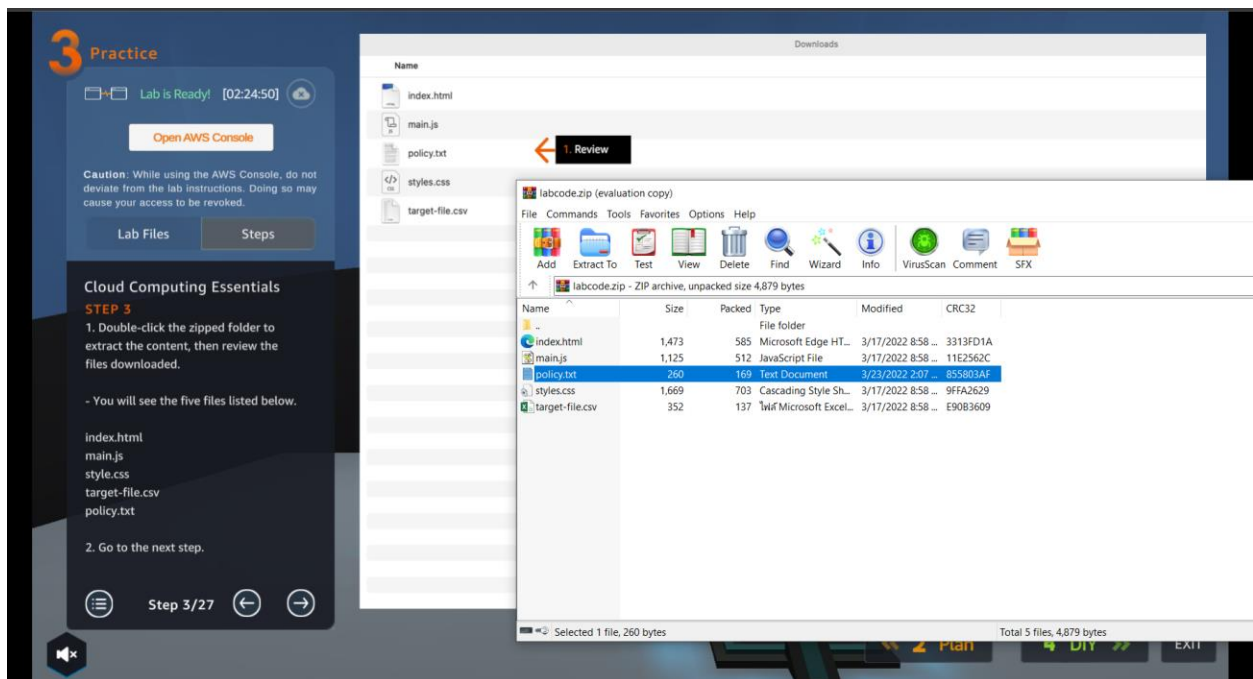 3 Practice
Lab is Ready! [02:24:50]
Open AWS Console
Caution: While using the AWS Console, do not
deviate from the lab instructions. Doing so may
cause your access to be revoked.
Lab Files Steps
Cloud Computing Essentials
STEP 3
1. Double-click the zipped folder to
extract the content, then review the
files downloaded.
- You will see the five files listed below.
index.html
main.js
style.css
target-file.csv
policy.txt
2. Go to the next step.
Step 3/27
Downloads
Name
index.html
main.js
policy.txt
1. Review
styles.css
target-file.csv
labcode.zip (evaluation copy)
File Commands Tools Favorites Options Help
Add Extract To Test View Delete Find Wizard Info VirusScan Comment SFX
labcode.zip - ZIP archive, unpacked size 4,879 bytes
Name Size Packed Type Modified CRC32
.. File folder
index.html 1,473 585 Microsoft Edge HT... 3/17/2022 8:58 ... 3313FD1A
main.js 1,125 512 JavaScript File 3/17/2022 8:58 ... 11E2562C
policy.txt 260 169 Text Document 3/23/2022 2:07 ... 855803AF
styles.css 1,669 703 Cascading Style Sh... 3/17/2022 8:58 ... 9FFA2629
target-file.csv 352 137 ไฟล์ Microsoft Excel... 3/17/2022 8:58 ... E90B3609
Selected 1 file, 260 bytes
Total 5 files, 4,879 bytes
2 Plan
4 DIY
EXIT